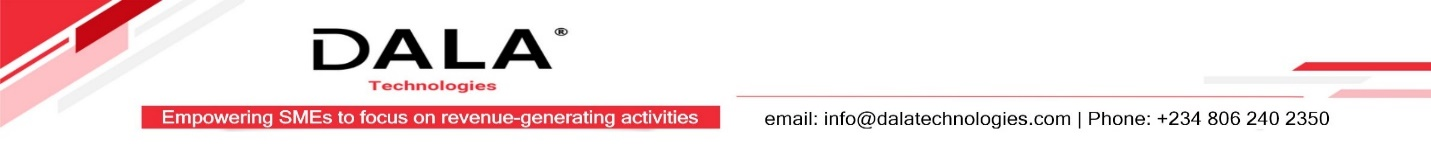 DALA®
Technologies
Empowering SMEs to focus on revenue-generating activities
email: info@dalatechnologies.com | Phone: +234 806 240 2350